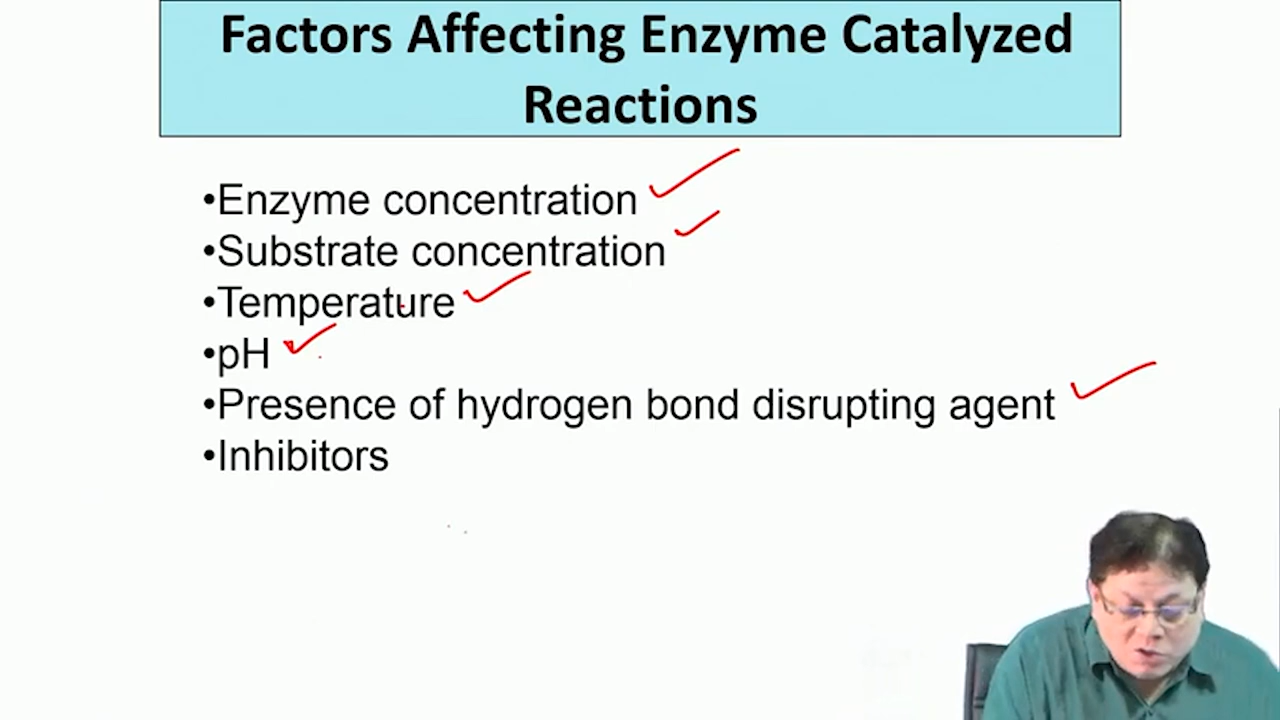 Factors Affecting Enzyme Catalyzed
Reactions
•Enzyme concentration
•Substrate concentration
•Temperature
•pH
•Presence of hydrogen bond disrupting agent
•Inhibitors